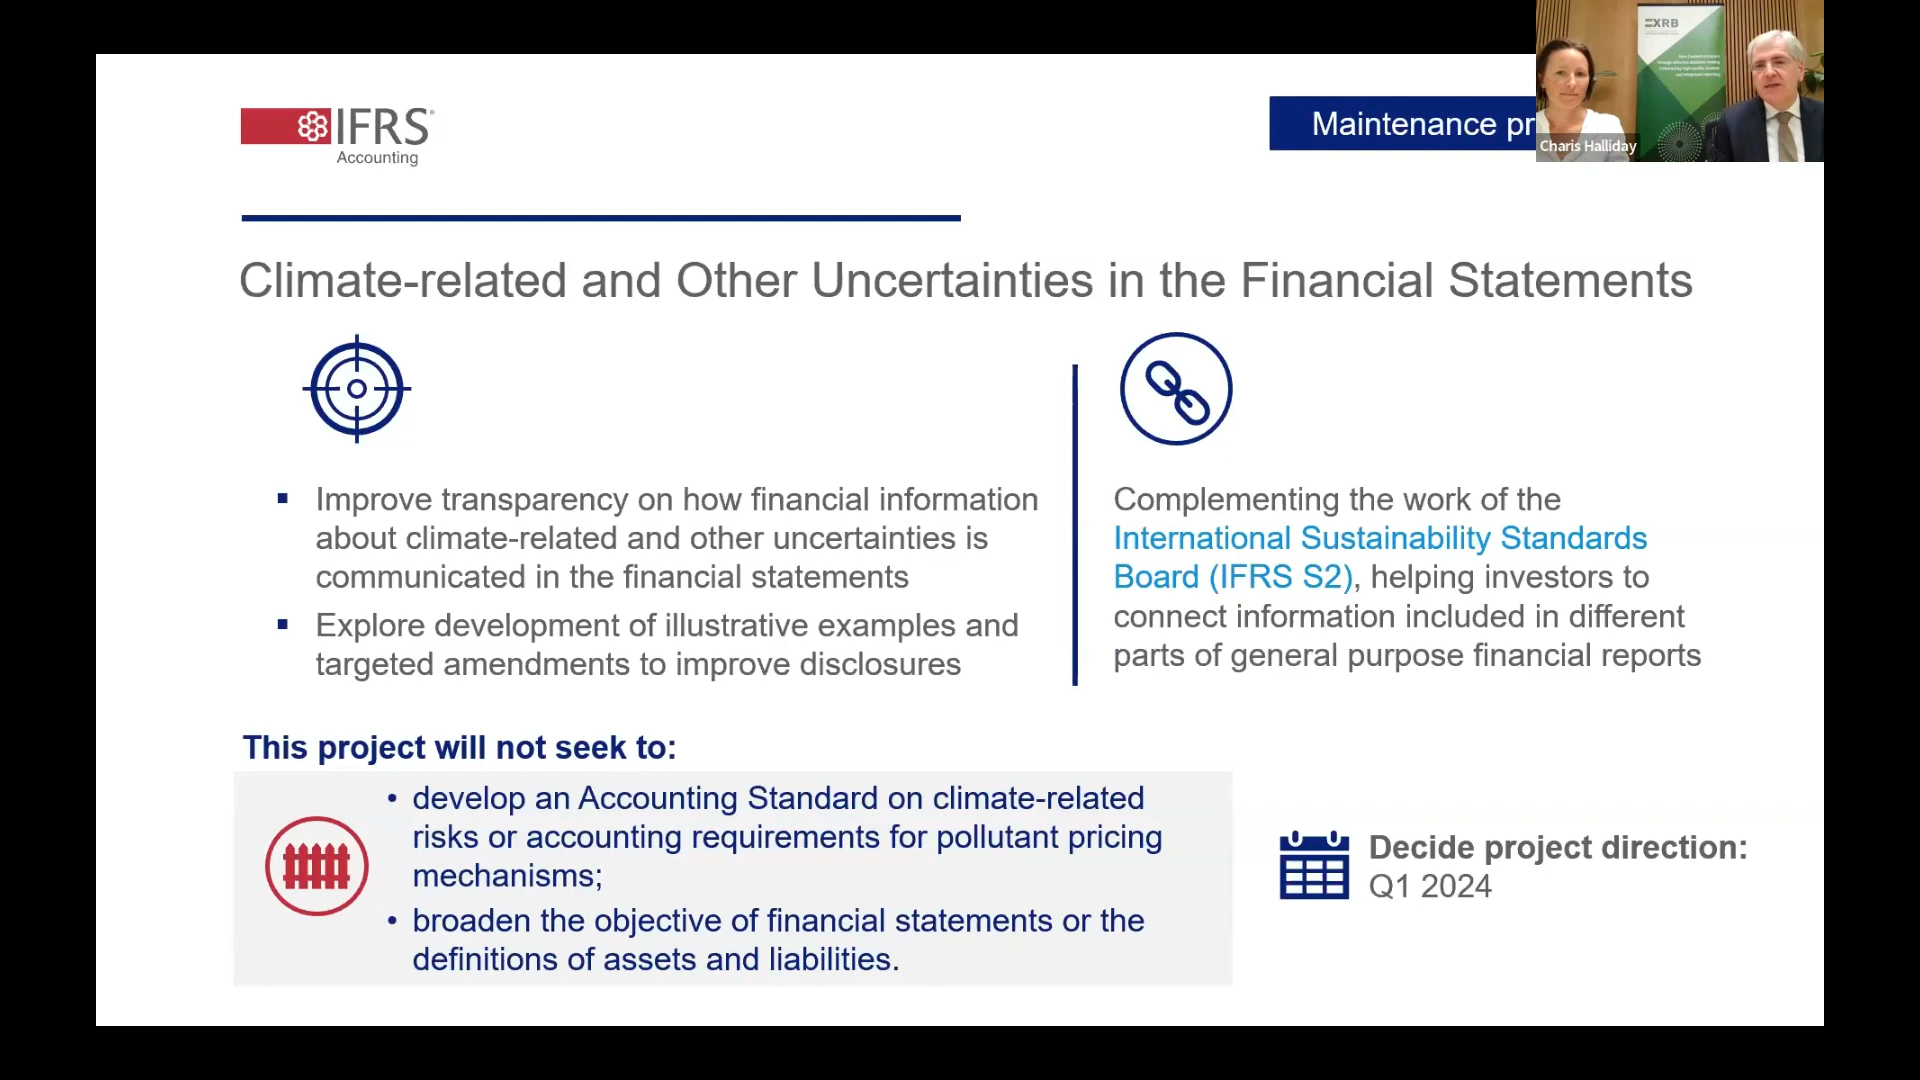 IFRS®
Accounting
Maintenance pr
XRB
Charis Halliday
Climate-related and Other Uncertainties in the Financial Statements
▪ Improve transparency on how financial information
about climate-related and other uncertainties is
communicated in the financial statements
▪ Explore development of illustrative examples and
targeted amendments to improve disclosures
Complementing the work of the
International Sustainability Standards
Board (IFRS S2), helping investors to
connect information included in different
parts of general purpose financial reports
This project will not seek to:
• develop an Accounting Standard on climate-related
risks or accounting requirements for pollutant pricing
mechanisms;
• broaden the objective of financial statements or the
definitions of assets and liabilities.
Decide project direction:
Q1 2024